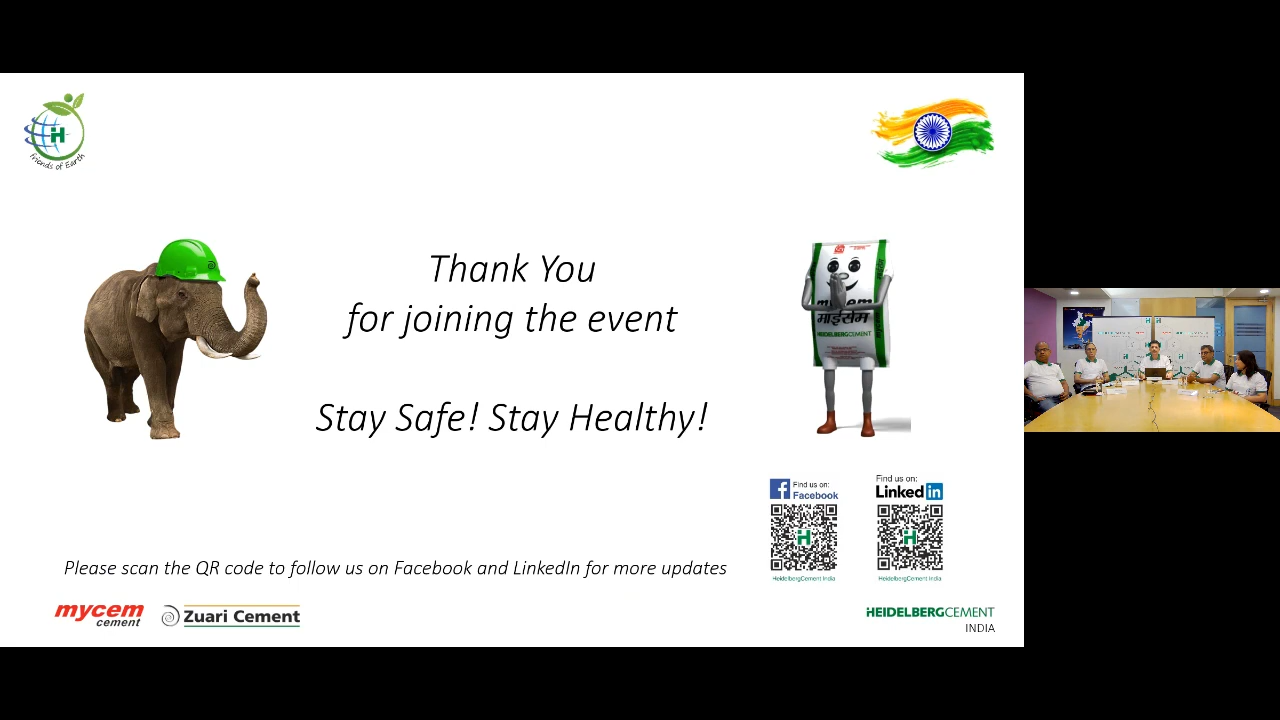 Friends of Earth
Thank You
for joining the event
Stay Safe! Stay Healthy!
mycem
माईसेम
HEIDELBERGCEMENT
Find us on:
Facebook
HeidelbergCement India
Find us on:
Linked in
HeidelbergCement India
Please scan the QR code to follow us on Facebook and LinkedIn for more updates
mycem
cement
Zuari Cement
HEIDELBERGCEMENT
INDIA